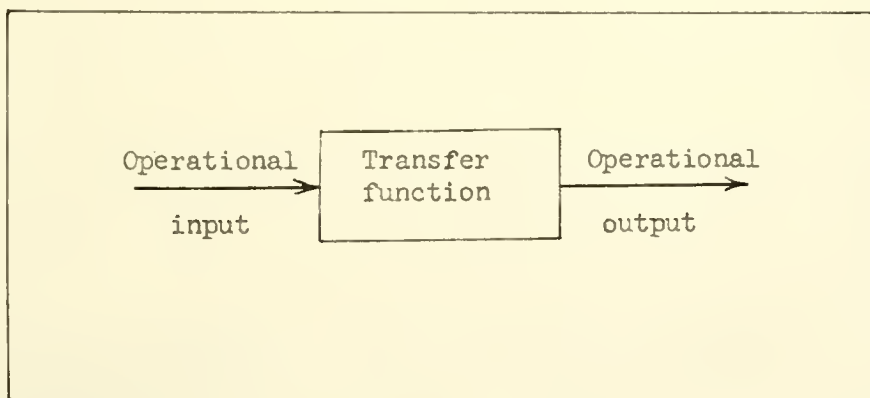 Operational
input
Transfer
function
Operational
output